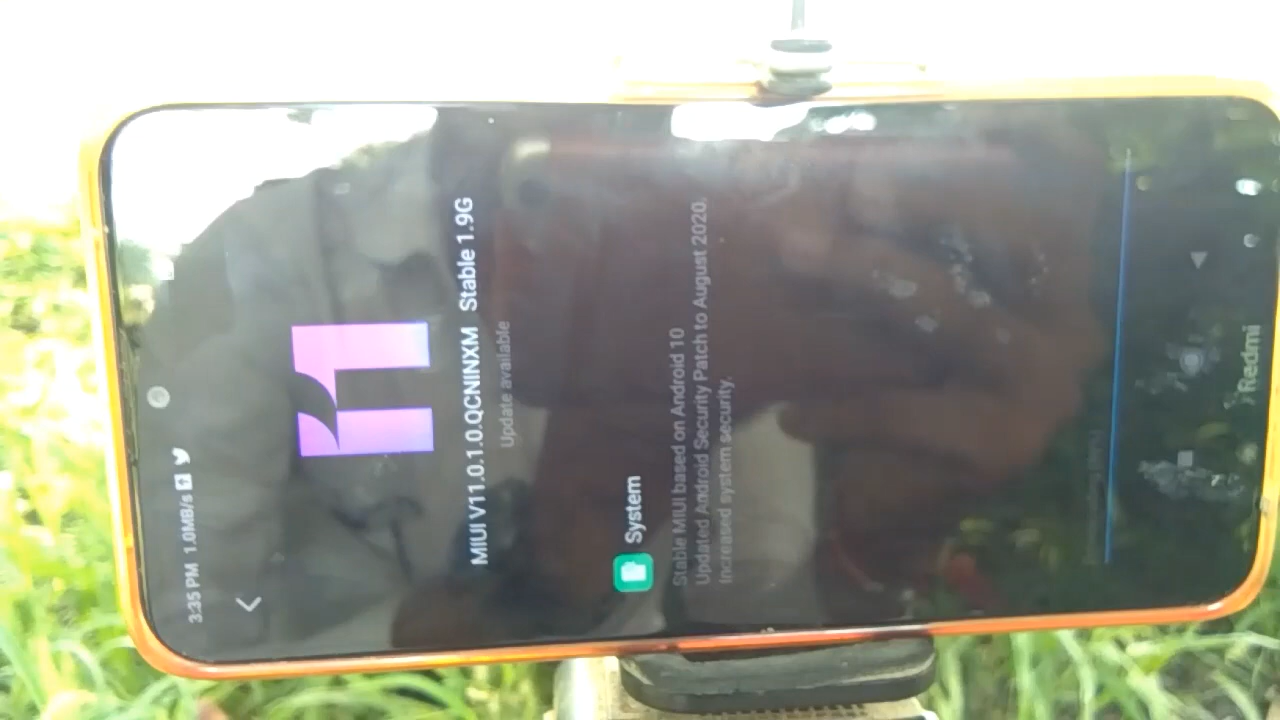 3:35 PM 1.0MB/s
11
MIUI V11.0.1.0.QCNINXM Stable 1.9G
Update available
System
Stable MIUI based on Android 10
Updated Android Security Patch to August 2020.
Increased system security.
Redmi